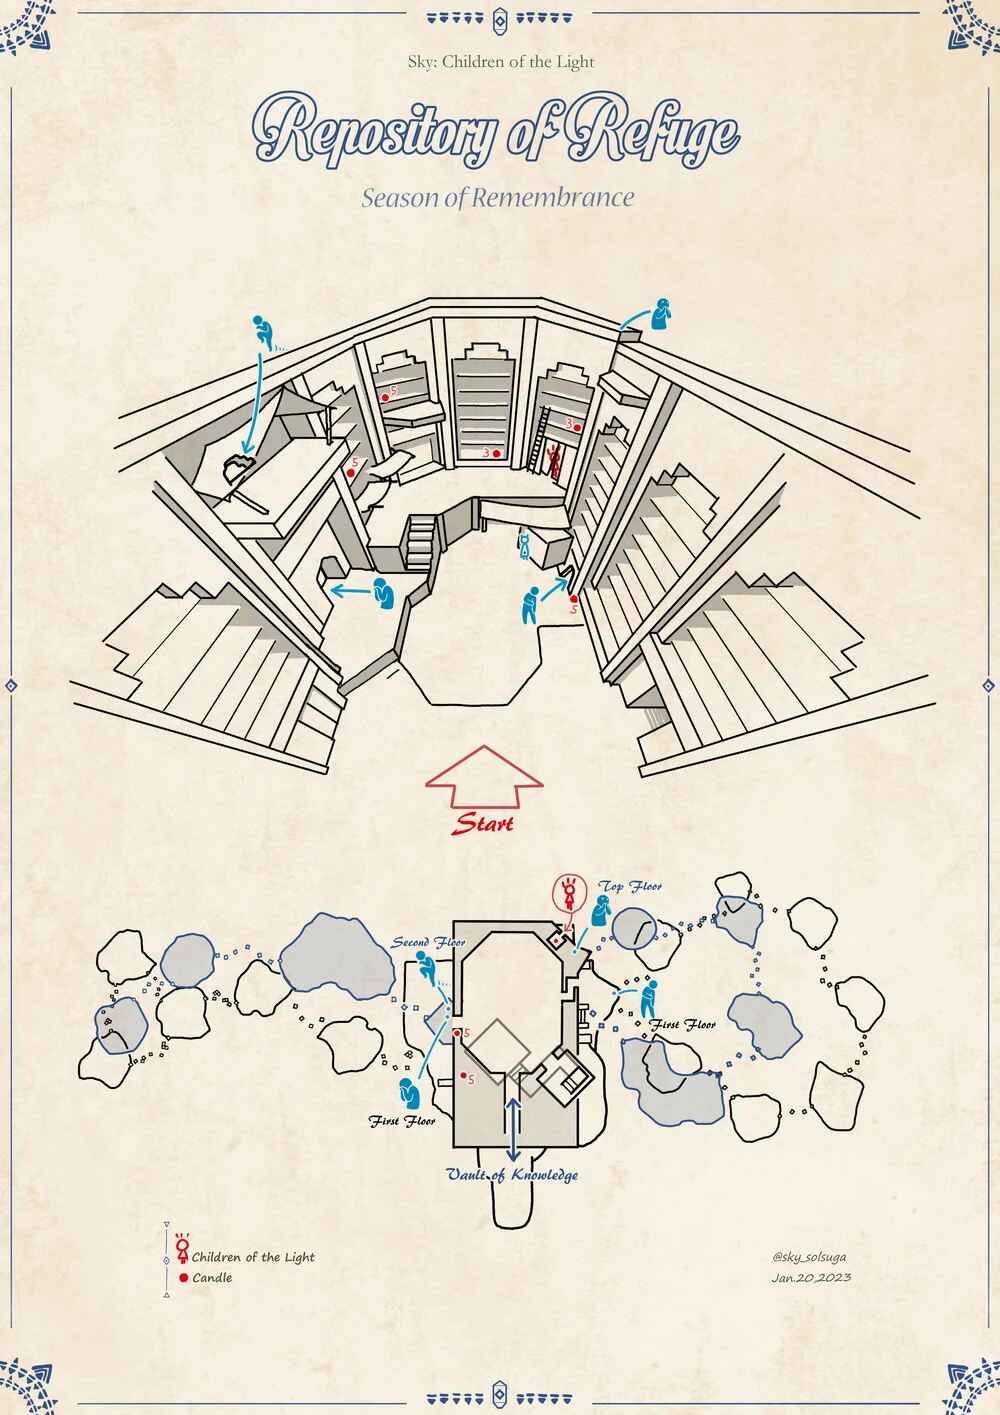 Sky: Children of the Light
Repository of Refuge
Season of Remembrance
5
3
3
5
5
Start
Top Floor
Second Floor
First Floor
5
5
First Floor
Vault of Knowledge
Children of the Light
Candle
@sky_solsuga
Jan.20,2023